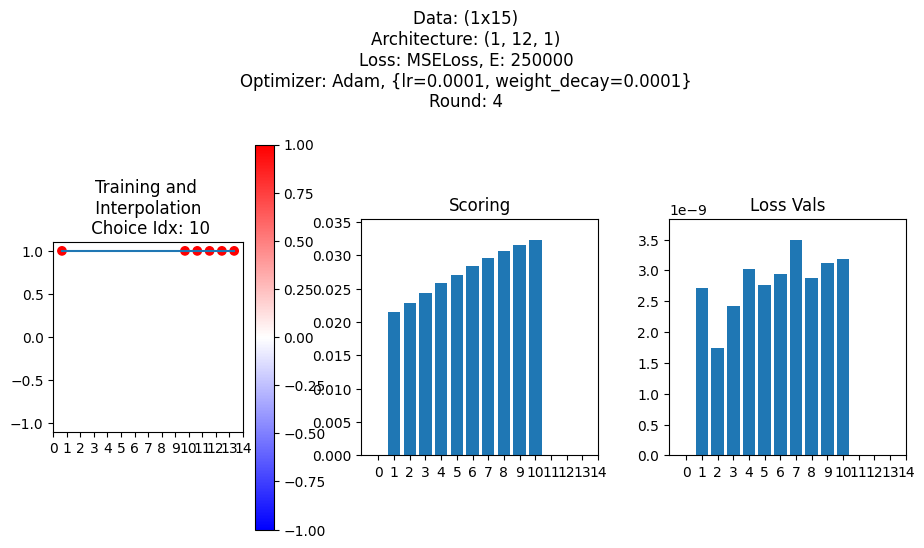 Data: (1x15)
Architecture: (1, 12, 1)
Loss: MSELoss, E: 250000
Optimizer: Adam, {lr=0.0001, weight_decay=0.0001}
Round: 4
Training and
Interpolation
Choice Idx: 10
1.0
0.5
0.0
−0.5
−1.0
0 1 2 3 4 5 6 7 8 9 10 11 12 13 14
1.00
0.75
0.50
0.25
0.00
−0.25
−0.50
−0.75
−1.00
Scoring
0.035
0.030
0.025
0.020
0.015
0.010
0.005
0.000
0 1 2 3 4 5 6 7 8 9 10 11 12 13 14
Loss Vals
1e−9
3.5
3.0
2.5
2.0
1.5
1.0
0.5
0.0
0 1 2 3 4 5 6 7 8 9 10 11 12 13 14